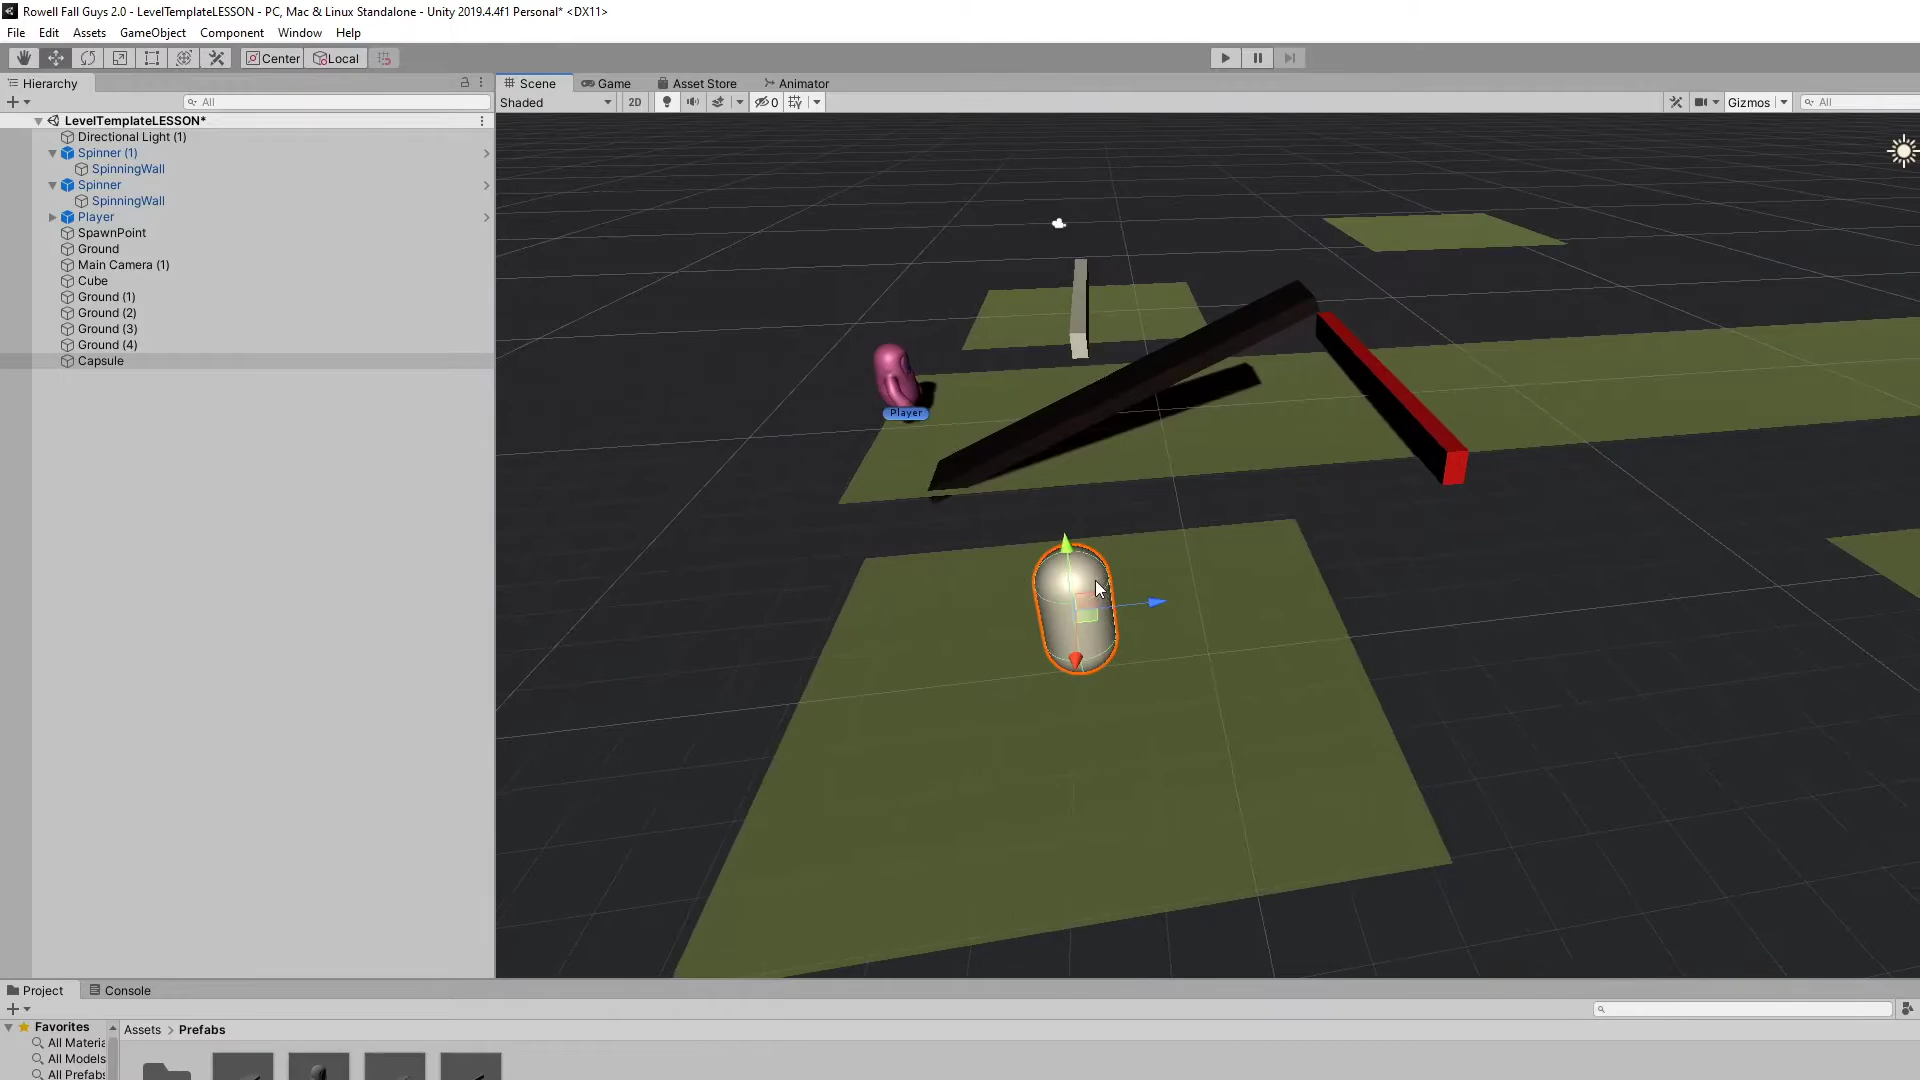 Rowell Fall Guys 2.0 - LevelTemplateLESSON - PC, Mac & Linux Standalone - Unity 2019.4.4f1 Personal* <DX11>
File Edit Assets GameObject Component Window Help
Center Local
Hierarchy
All
LevelTemplateLESSON*
Directional Light (1)
Spinner (1)
SpinningWall
Spinner
SpinningWall
Player
SpawnPoint
Ground
Main Camera (1)
Cube
Ground (1)
Ground (2)
Ground (3)
Ground (4)
Capsule
Scene Game Asset Store Animator
Shaded 2D 0 Gizmos All
Player
Project Console
Favorites
All Materia
All Models
All Prefabs
Assets > Prefabs